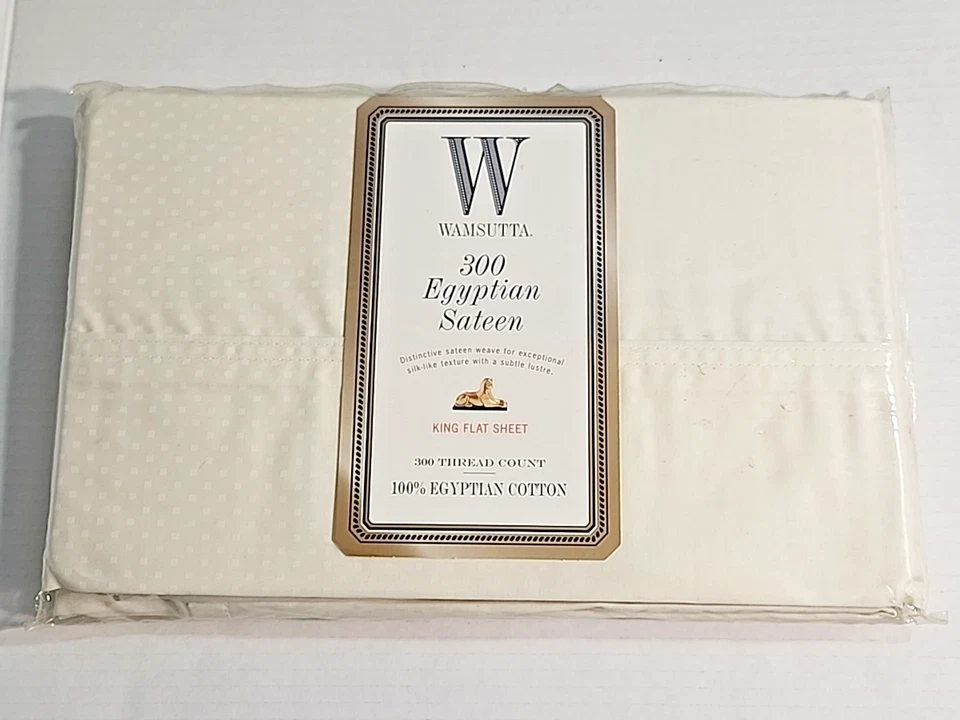 W
WAMSUTTA.
300
Egyptian
Sateen
Distinctive sateen weave for exceptional
silk-like texture with a subtle lustre.
KING FLAT SHEET
300 THREAD COUNT
100% EGYPTIAN COTTON